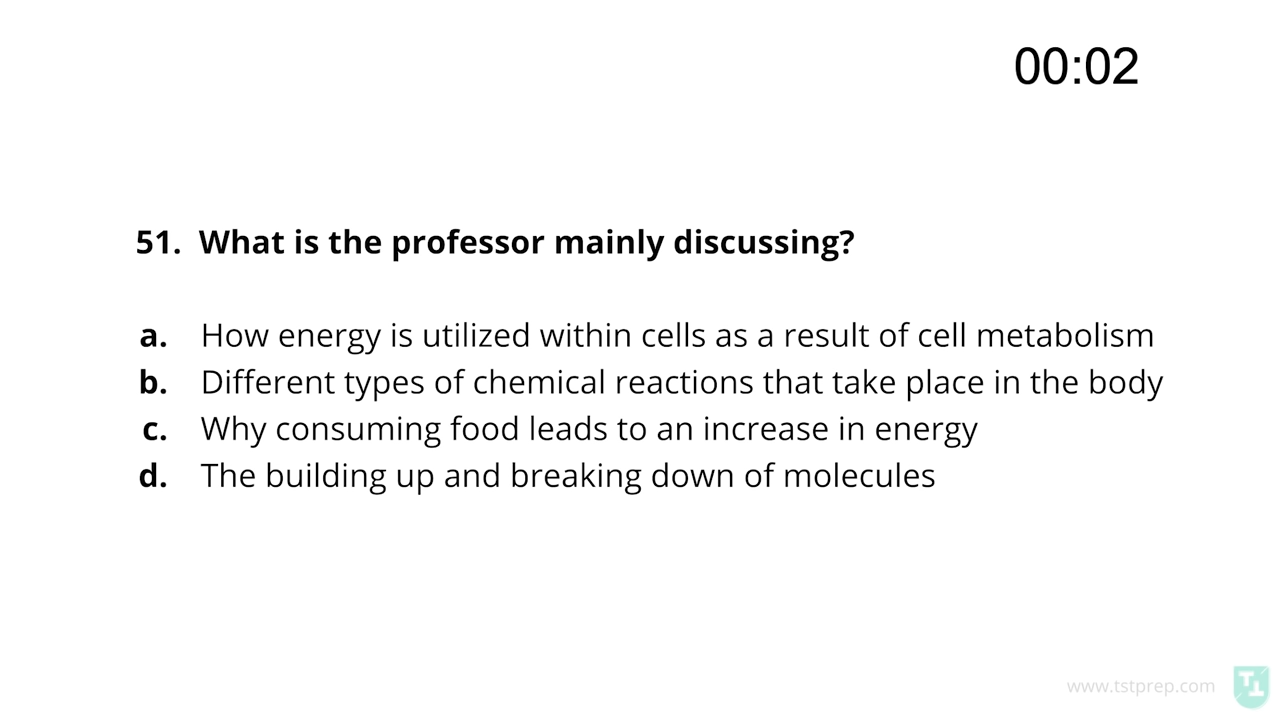 00:02
51. What is the professor mainly discussing?
a. How energy is utilized within cells as a result of cell metabolism
b. Different types of chemical reactions that take place in the body
c. Why consuming food leads to an increase in energy
d. The building up and breaking down of molecules
www.tstprep.com